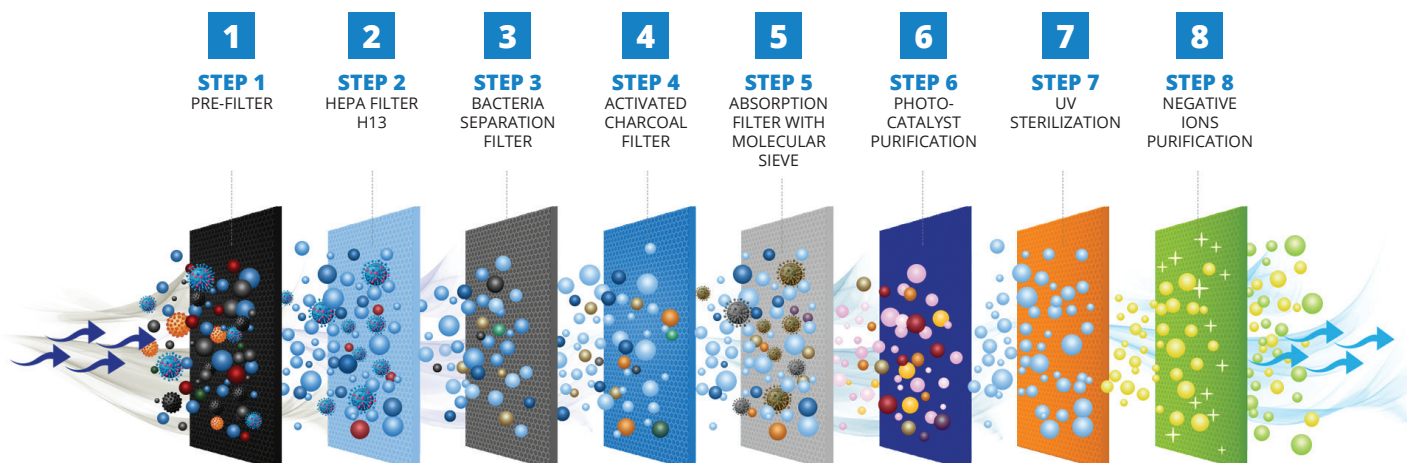 1
STEP 1
PRE-FILTER
2
STEP 2
HEPA FILTER
H13
3
STEP 3
BACTERIA
SEPARATION
FILTER
4
STEP 4
ACTIVATED
CHARCOAL
FILTER
5
STEP 5
ABSORPTION
FILTER WITH
MOLECULAR
SIEVE
6
STEP 6
PHOTO-
CATALYST
PURIFICATION
7
STEP 7
UV
STERILIZATION
8
STEP 8
NEGATIVE
IONS
PURIFICATION